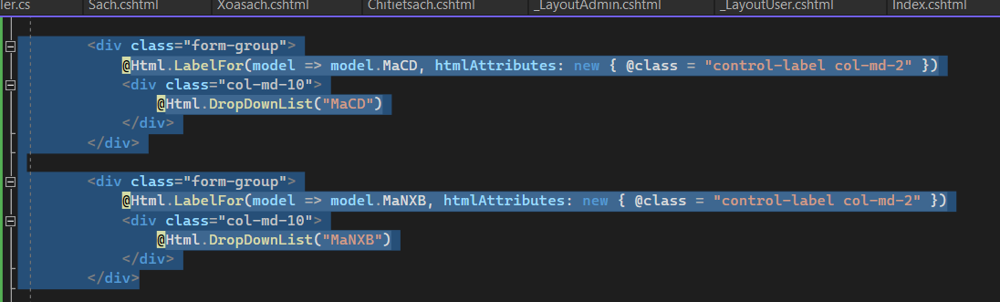 ler.cs Sach.cshtml Xoasach.cshtml Chitietsach.cshtml _LayoutAdmin.cshtml _LayoutUser.cshtml Index.cshtml
<div class="form-group">
@Html.LabelFor(model => model.MaCD, htmlAttributes: new { @class = "control-label col-md-2" })
<div class="col-md-10">
@Html.DropDownList("MaCD")
</div>
</div>
<div class="form-group">
@Html.LabelFor(model => model.MaNXB, htmlAttributes: new { @class = "control-label col-md-2" })
<div class="col-md-10">
@Html.DropDownList("MaNXB")
</div>
</div>